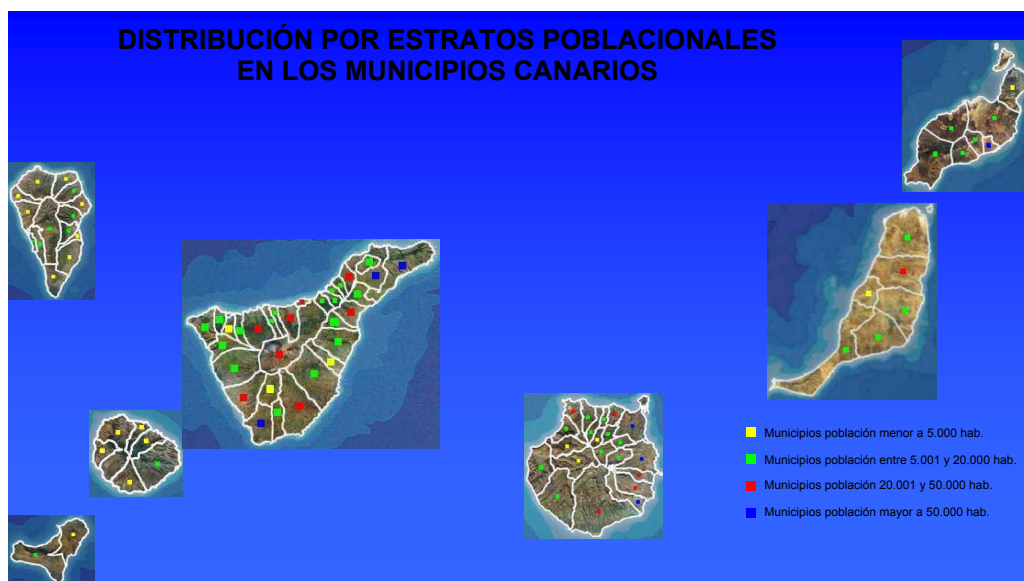 DISTRIBUCIÓN POR ESTRATOS POBLACIONALES
EN LOS MUNICIPIOS CANARIOS
Municipios población menor a 5.000 hab.
Municipios población entre 5.001 y 20.000 hab.
Municipios población 20.001 y 50.000 hab.
Municipios población mayor a 50.000 hab.